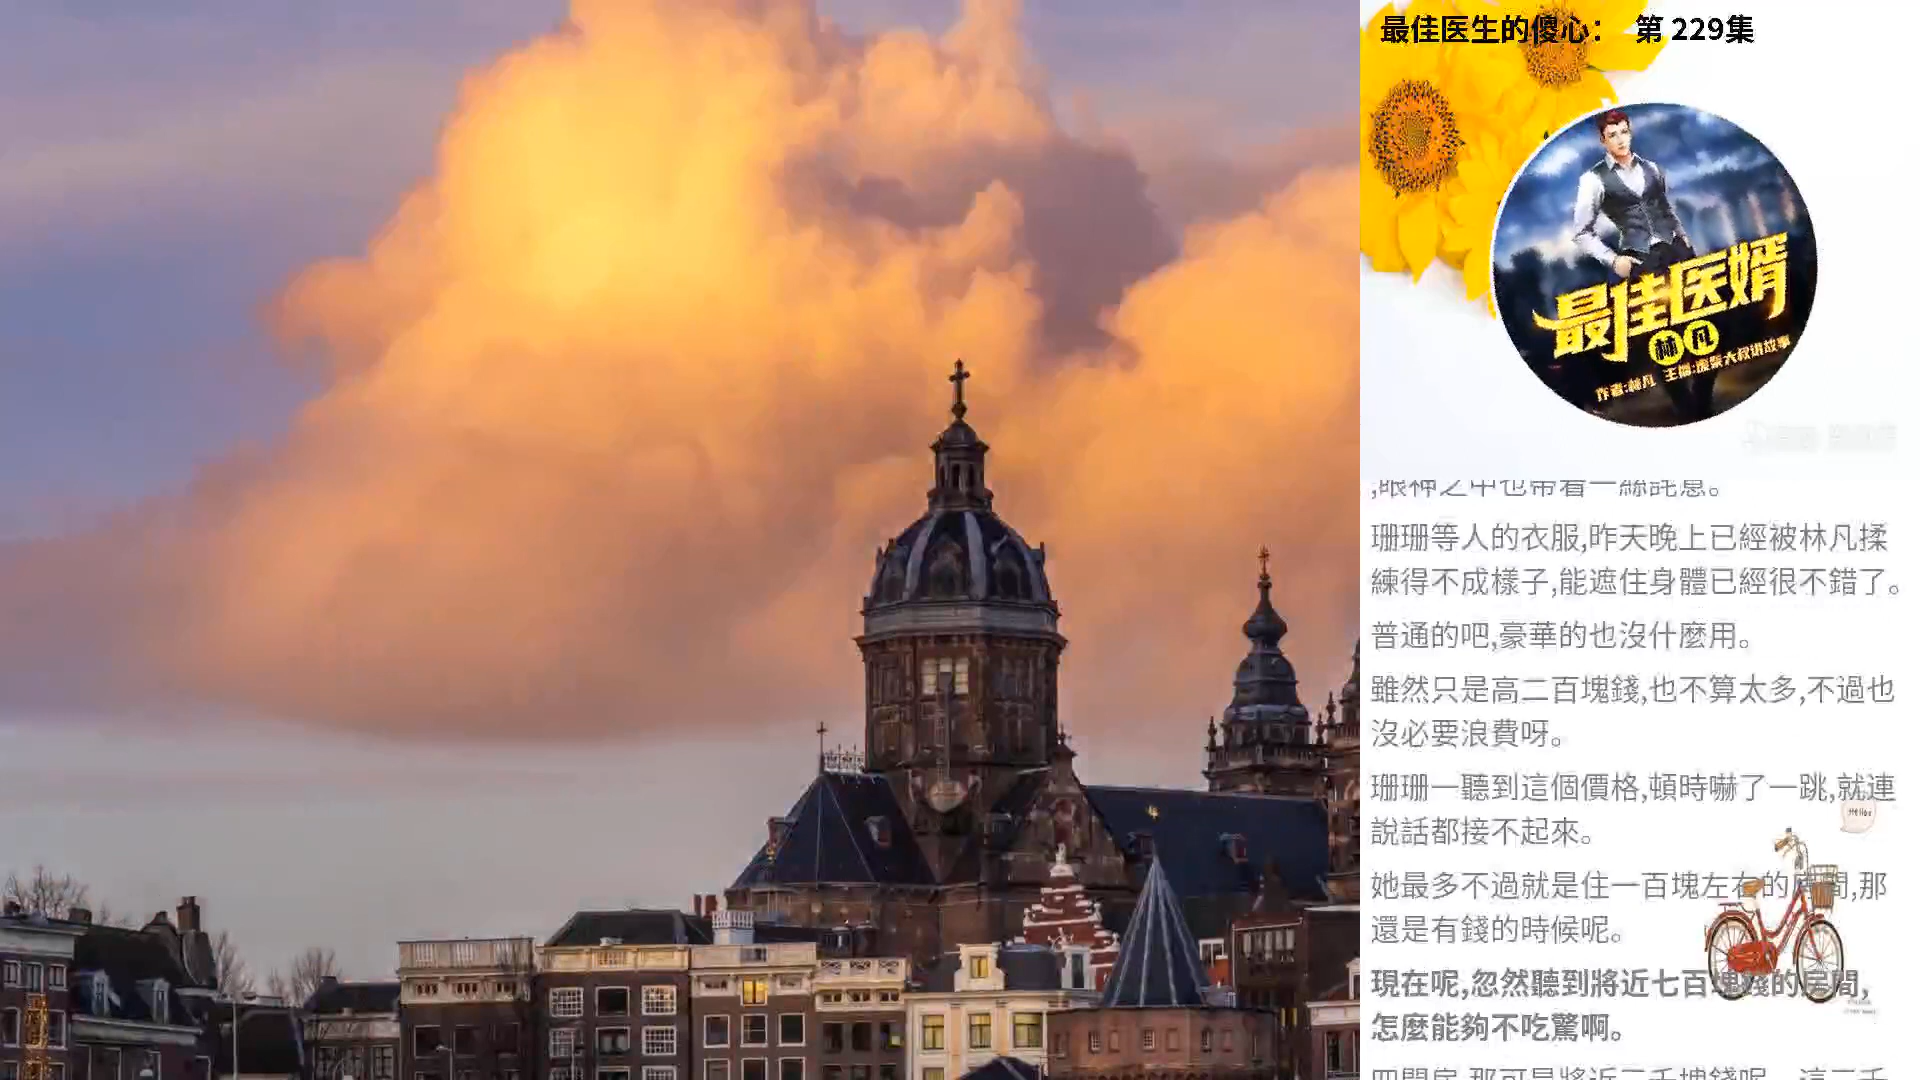 最佳医生的傻心： 第 229集
最佳医婿
林凡
作者:林凡 主播:

珊珊等人的衣服,昨天晚上已經被林凡揉
練得不成樣子,能遮住身體已經很不錯了。
普通的吧,豪華的也沒什麼用。
雖然只是高二百塊錢,也不算太多,不過也
沒必要浪費呀。
珊珊一聽到這個價格,頓時嚇了一跳,就連
說話都接不起來。
她最多不過就是住一百塊左右的房間,那
還是有錢的時候呢。
現在呢,忽然聽到將近七百塊錢的房間,
怎麼能夠不吃驚啊。